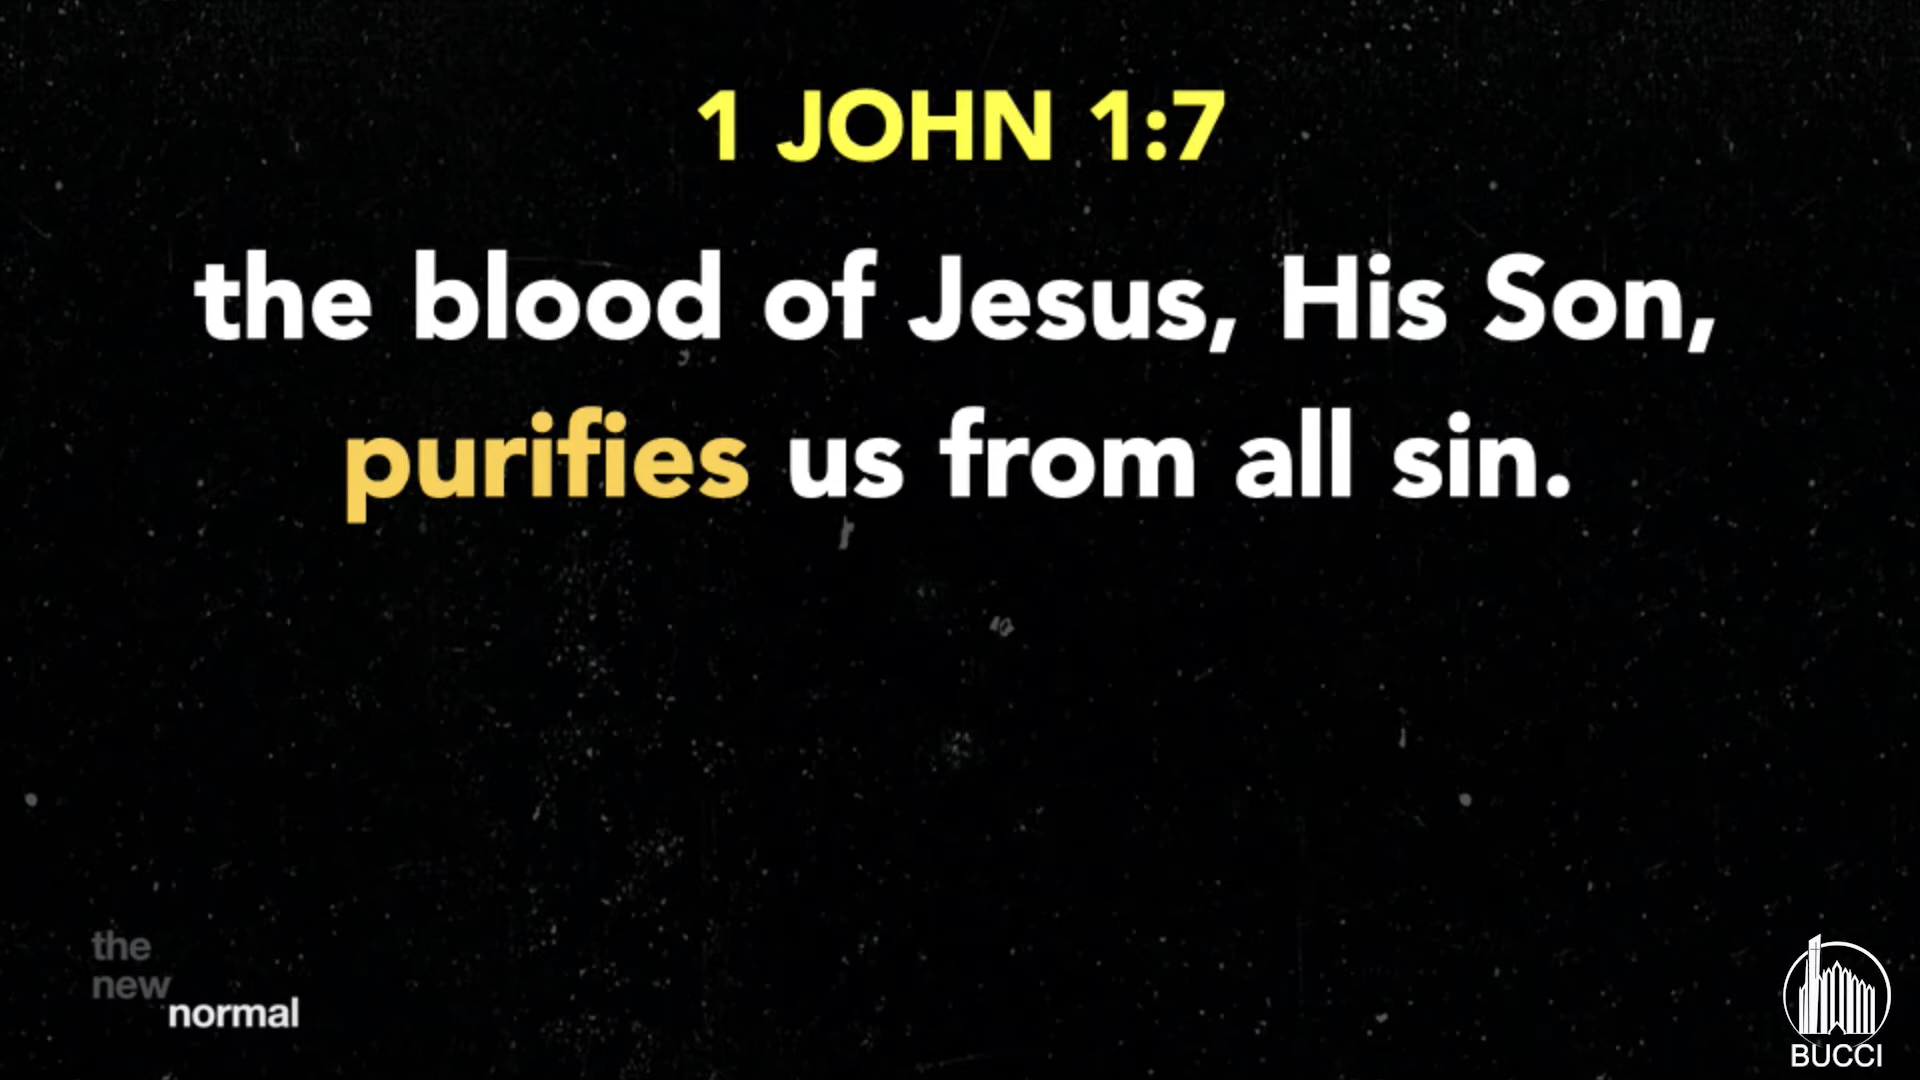 1 JOHN 1:7
the blood of Jesus, His Son,
purifies us from all sin.
the
new
normal
BUCCI